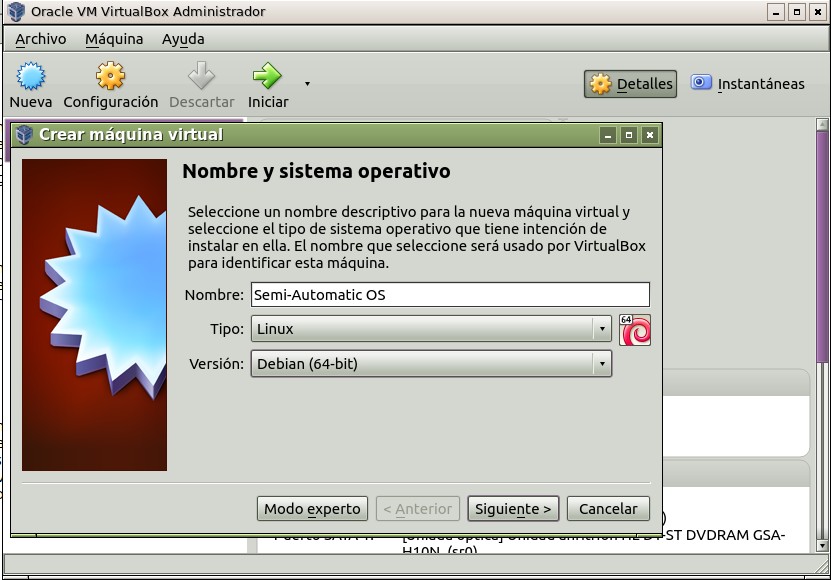 Oracle VM VirtualBox Administrador
Archivo Máquina Ayuda
Nueva Configuración Descartar Iniciar Detalles Instantáneas
Crear máquina virtual
Nombre y sistema operativo
Seleccione un nombre descriptivo para la nueva máquina virtual y
seleccione el tipo de sistema operativo que tiene intención de
instalar en ella. El nombre que seleccione será usado por VirtualBox
para identificar esta máquina.
Nombre: Semi-Automatic OS
Tipo: Linux 64
Versión: Debian (64-bit)
Modo experto < Anterior Siguiente > Cancelar
-ST DVDRAM GSA-
H10N (sr0)